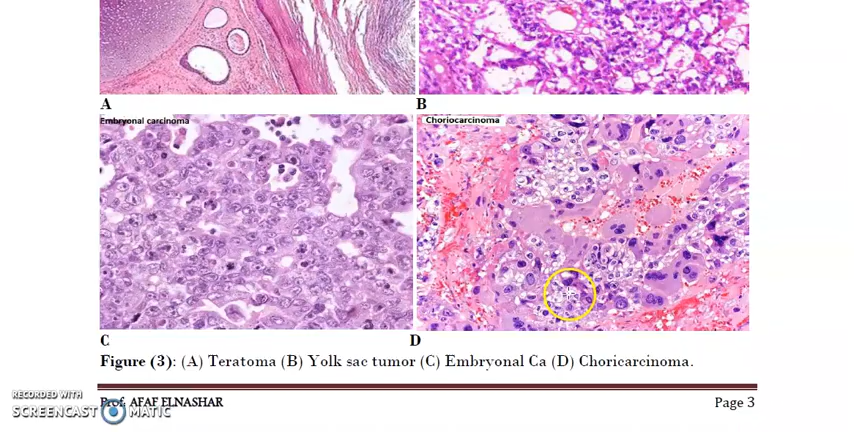 A
B
Embryonal carcinoma
Choriocarcinoma
C
D
Figure (3): (A) Teratoma (B) Yolk sac tumor (C) Embryonal Ca (D) Choricarcinoma.
RECORDED WITH
SCREENCAST MATIC
Prof. AFAF ELNASHAR
Page 3